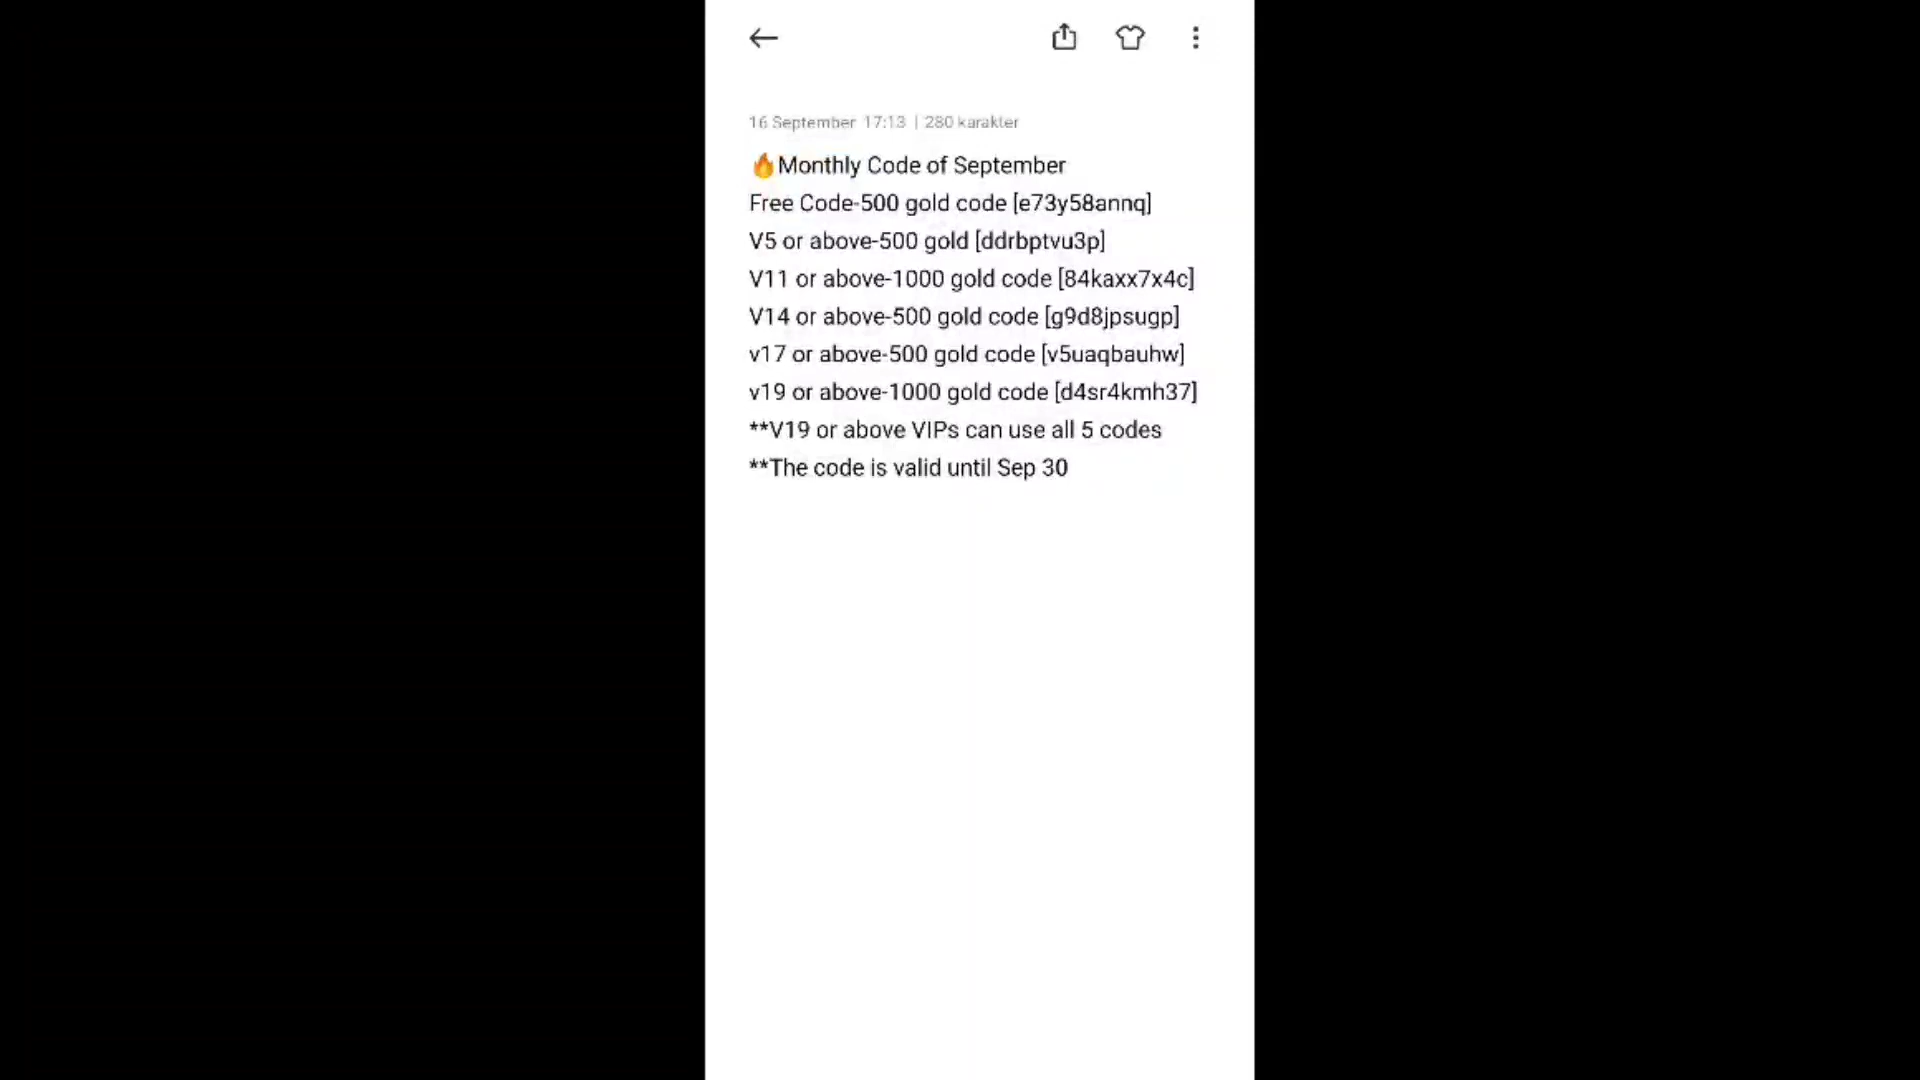 16 September 17:13 | 280 karakter
🔥Monthly Code of September
Free Code-500 gold code [e73y58annq]
V5 or above-500 gold [ddrbptvu3p]
V11 or above-1000 gold code [84kaxx7x4c]
V14 or above-500 gold code [g9d8jpsugp]
v17 or above-500 gold code [v5uaqbauhw]
v19 or above-1000 gold code [d4sr4kmh37]
**V19 or above VIPs can use all 5 codes
**The code is valid until Sep 30